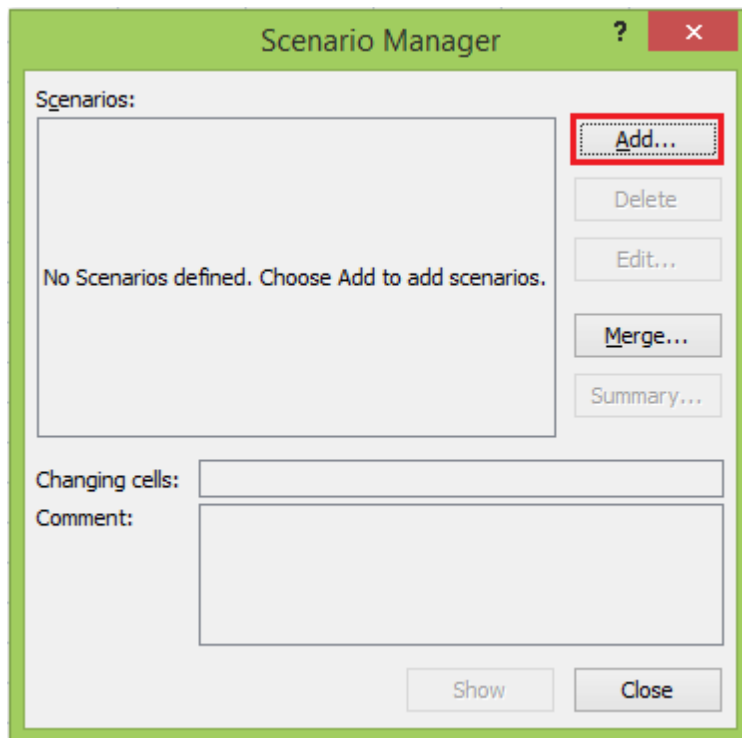 Scenario Manager
?
Scenarios:
Add...
Delete
No Scenarios defined. Choose Add to add scenarios.
Edit...
Merge...
Summary...
Changing cells:
Comment:
Show
Close